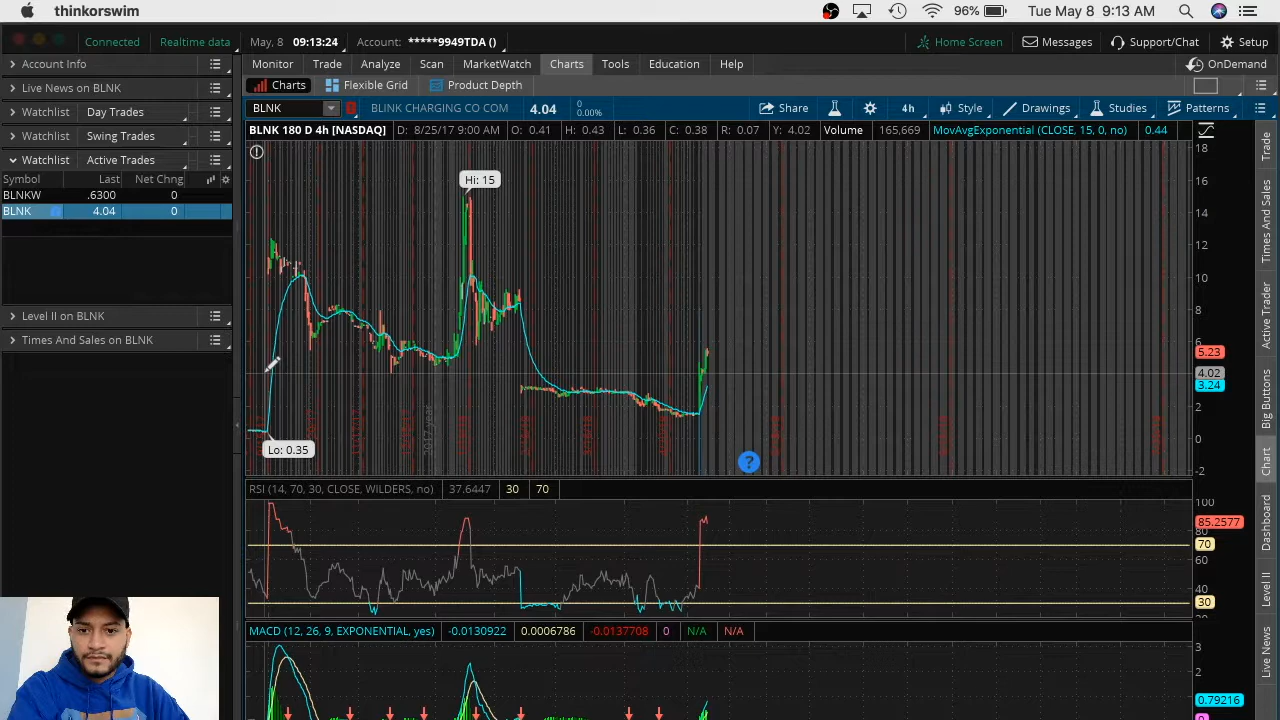 thinkorswim
96%
Tue May 8 9:13 AM
Connected
Realtime data
May. 8 09:13:24
Account: *****9949TDA ()
Home Screen
Messages
Support/Chat
Setup
Account Info
Live News on BLNK
Watchlist Day Trades
Watchlist Swing Trades
Watchlist Active Trades
Symbol Last Net Chng
BLNKW .6300 0
BLNK 4.04 0
Level II on BLNK
Times And Sales on BLNK
Monitor Trade Analyze Scan MarketWatch Charts Tools Education Help
OnDemand
Charts Flexible Grid Product Depth
BLNK BLINK CHARGING CO COM 4.04 0 0.00% Share 4h Style Drawings Studies Patterns
BLNK 180 D 4h [NASDAQ] D: 8/25/17 9:00 AM O: 0.41 H: 0.43 L: 0.36 C: 0.38 R: 0.07 Y: 4.02 Volume 165,669 MovAvgExponential (CLOSE, 15, 0, no) 0.44
Hi: 15
Lo: 0.35
2017 year
18
16
14
12
10
8
6
5.23
4.02
3.24
2
0
-2
?
RSI (14, 70, 30, CLOSE, WILDERS, no) 37.6447 30 70
100
85.2577
80
70
60
40
30
MACD (12, 26, 9, EXPONENTIAL, yes) -0.0130922 0.0006786 -0.0137708 0 N/A N/A
3
2
0.79216
Trade
Times And Sales
Active Trader
Big Buttons
Chart
Dashboard
Level II
Live News